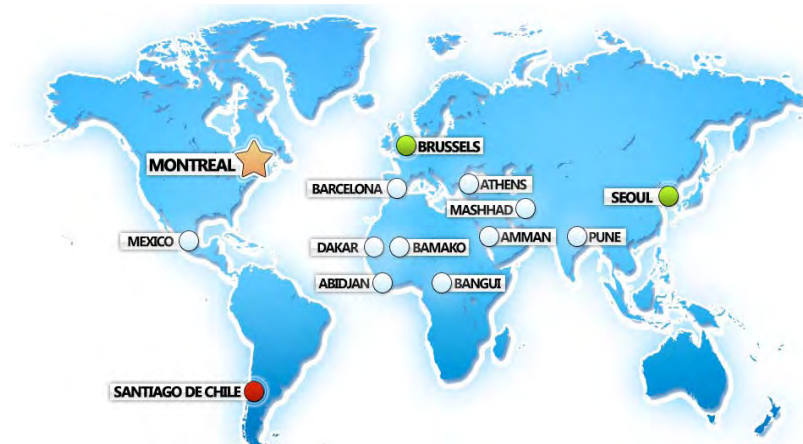 BRUSSELS
MONTREAL
BARCELONA
ATHENS
SEOUL
MASHHAD
MEXICO
DAKAR
BAMAKO
AMMAN
PUNE
ABIDJAN
BANGUI
SANTIAGO DE CHILE